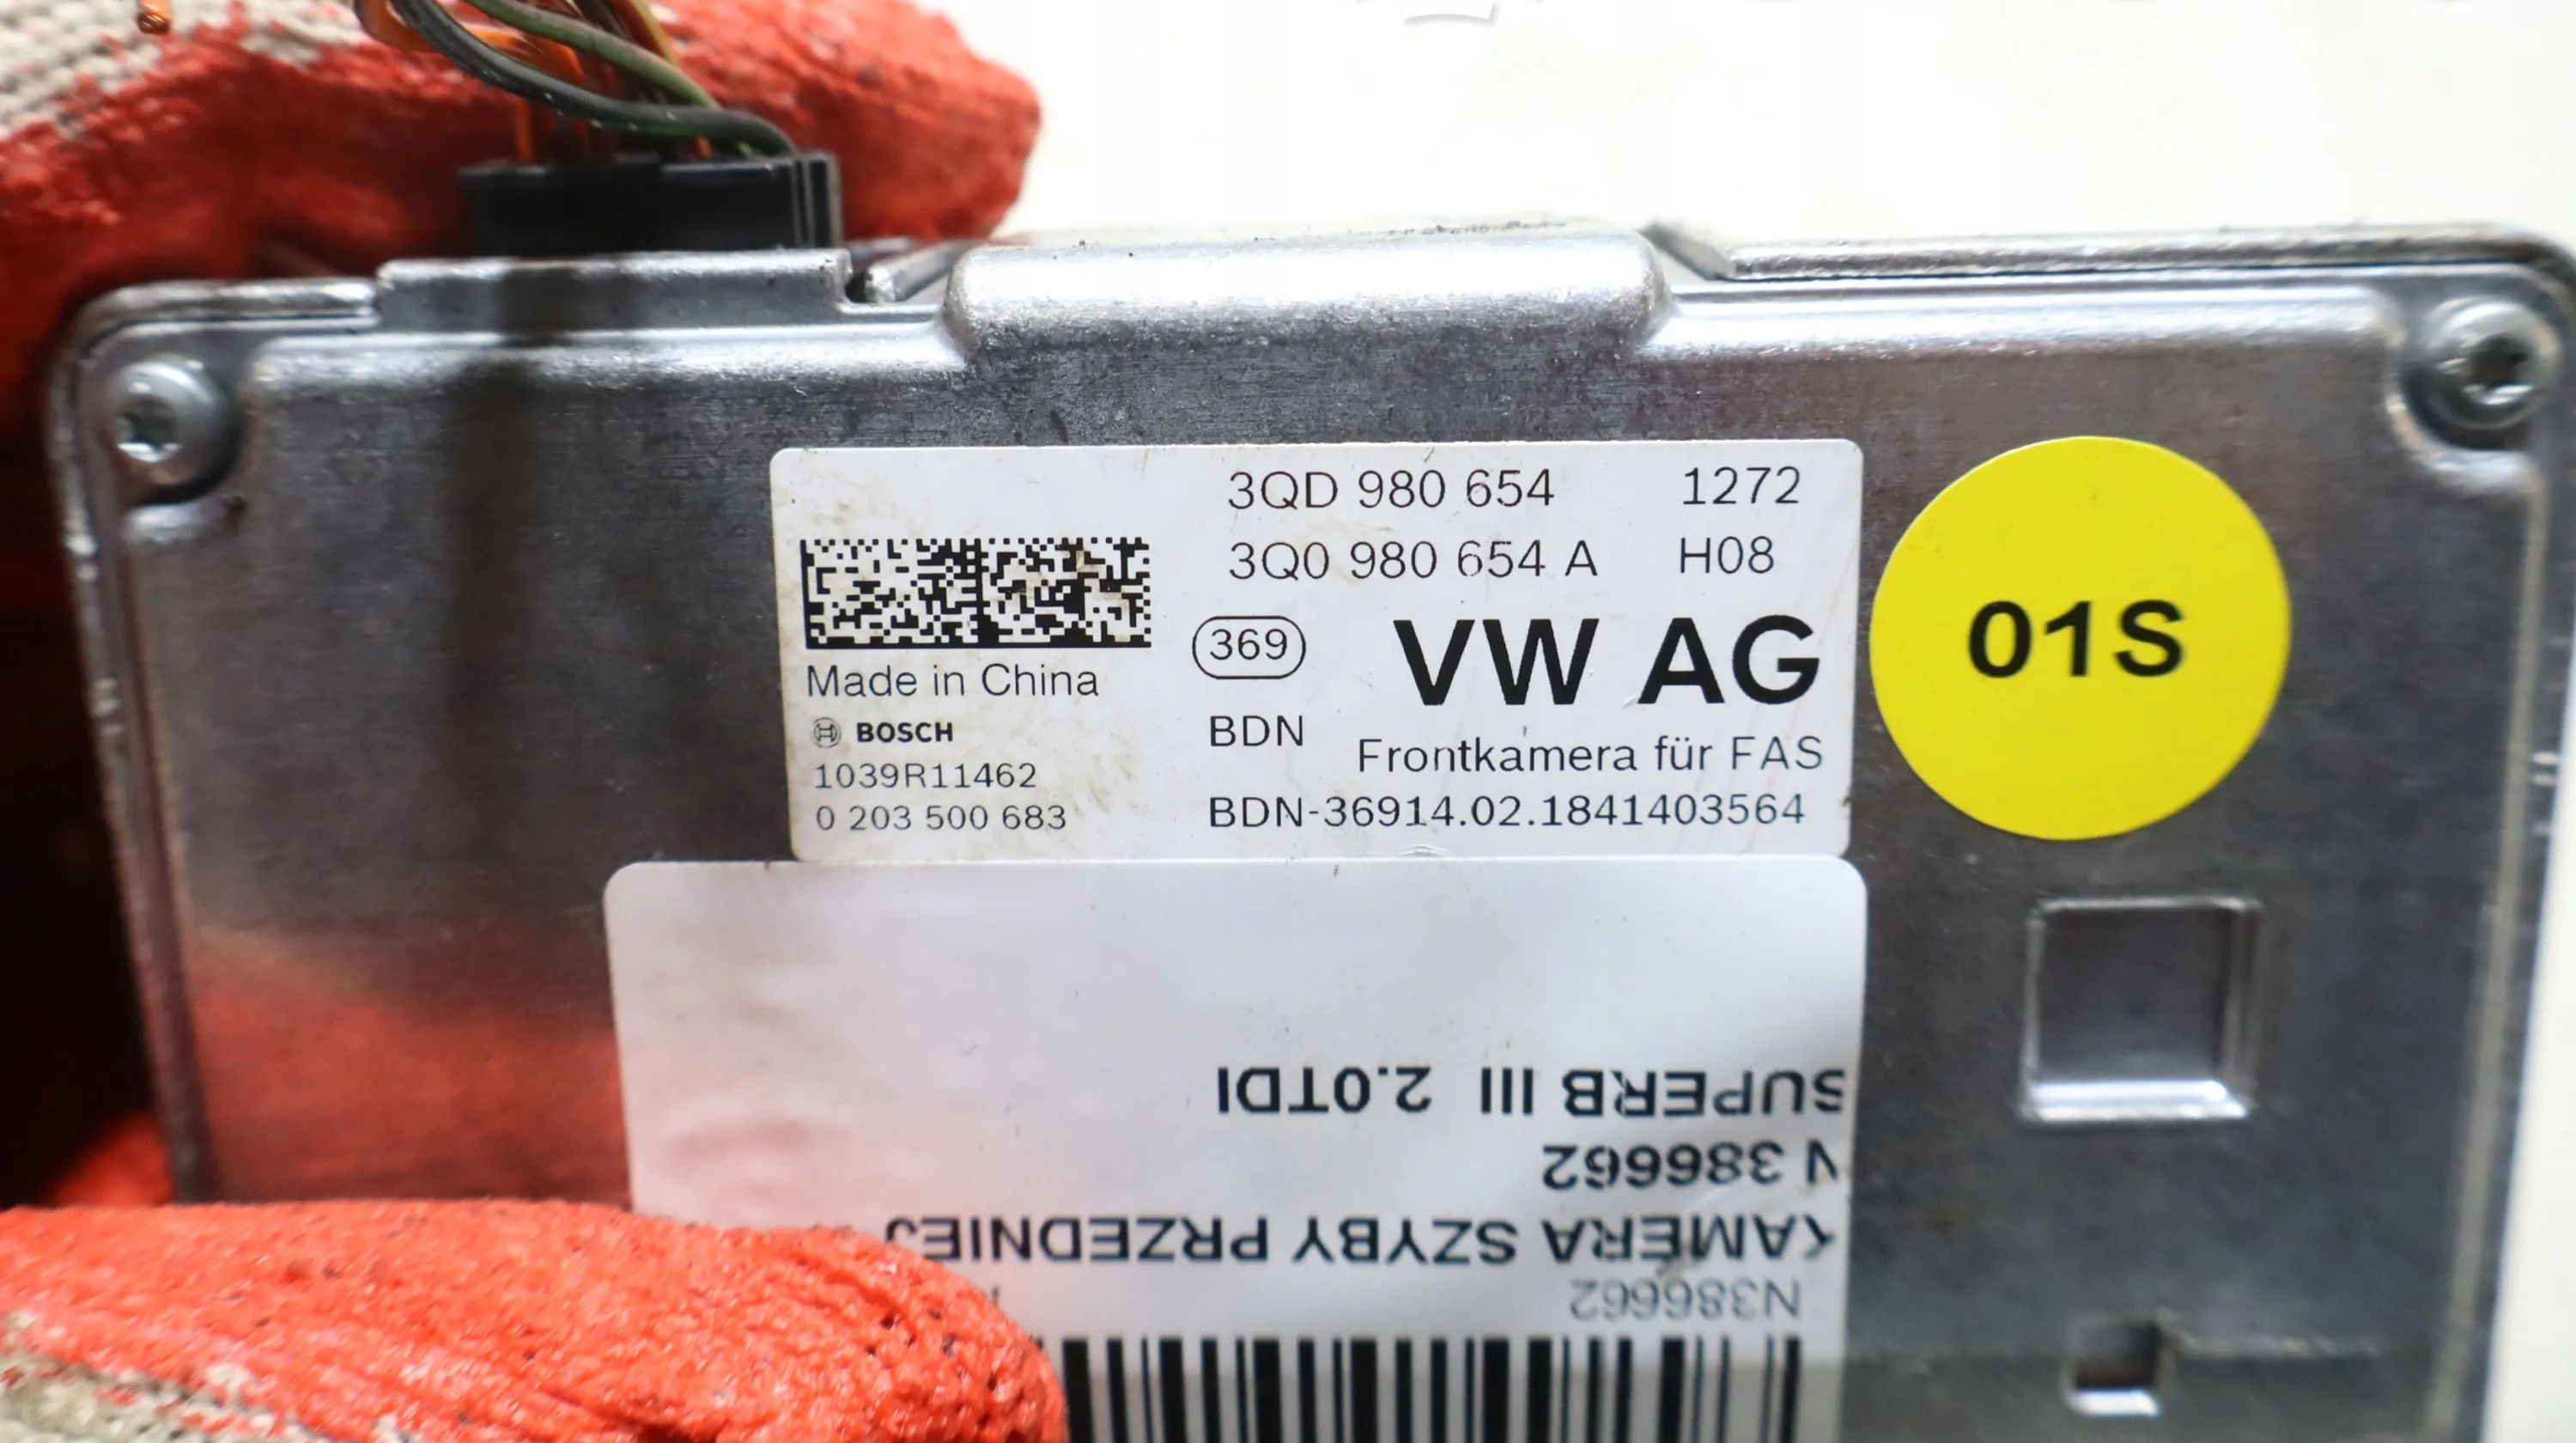 3QD 980 654 1272
3Q0 980 654 A H08
369 VW AG
Made in China
BOSCH
BDN Frontkamera für FAS
1039R11462
0 203 500 683
BDN-36914.02.1841403564
01S
N386662
KAMERA SZYBY PRZEDNIEJ
N 386662
SUPERB III 2.0TDI